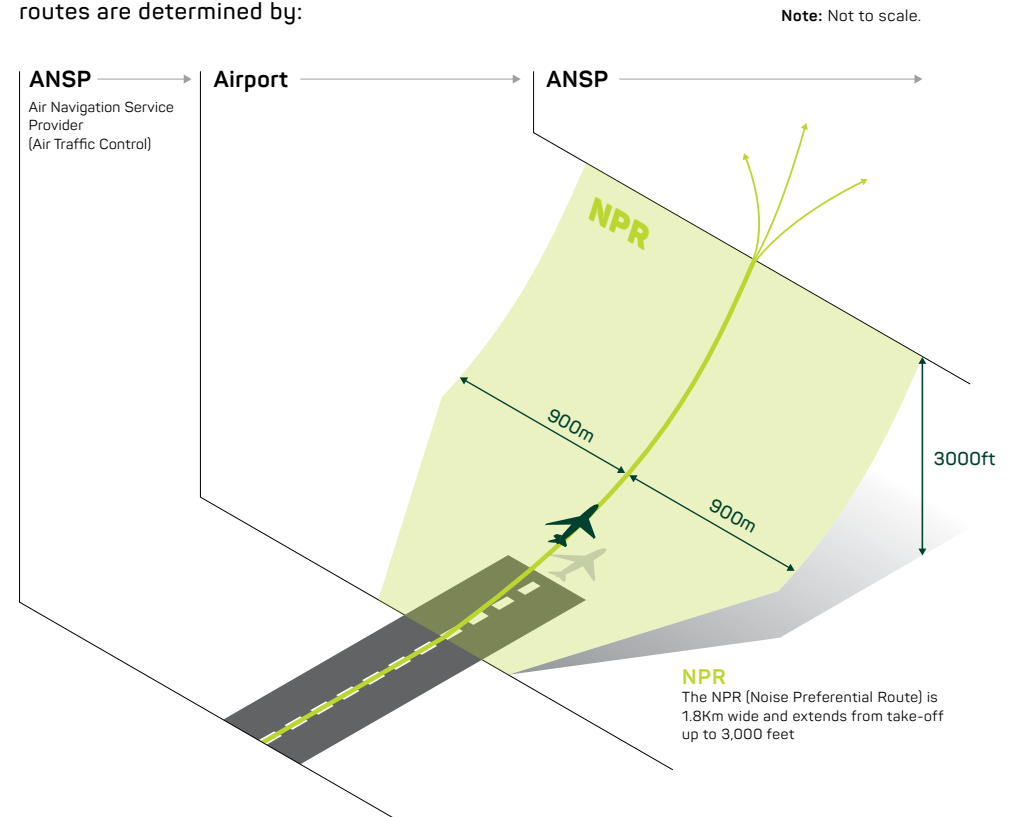 routes are determined by:
Note: Not to scale.
ANSP
Air Navigation Service
Provider
(Air Traffic Control)
Airport
ANSP
NPR
900m
900m
3000ft
NPR
The NPR (Noise Preferential Route) is
1.8Km wide and extends from take-off
up to 3,000 feet